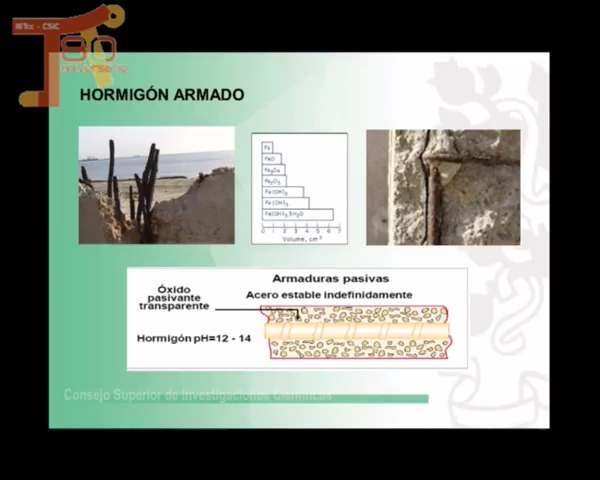 IETcc - CSIC
80
HORMIGÓN ARMADO
Fe
FeO
Fe₃O₄
Fe₂O₃
Fe(OH)₂
Fe(OH)₃
Fe(OH)₃3H₂O
0 1 2 3 4 5 6 7
Volume, cm³
Armaduras pasivas
Óxido
pasivante
transparente
Acero estable indefinidamente
Hormigón pH=12 - 14
Consejo Superior de Investigaciones Científicas